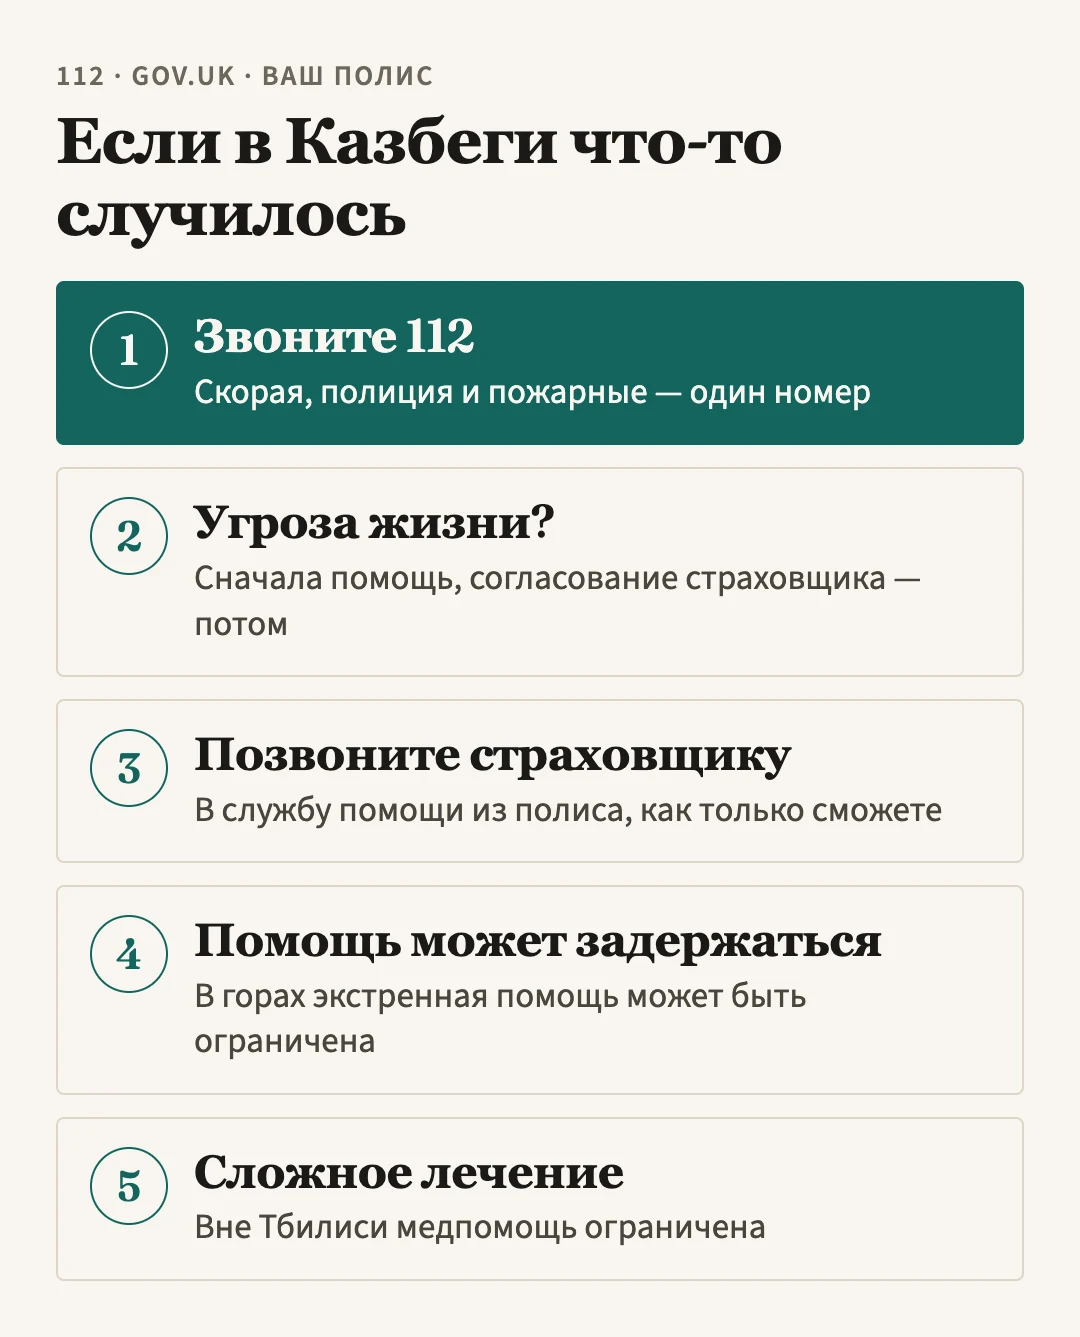 112 · GOV.UK · ВАШ ПОЛИС
Если в Казбеги что-то
случилось
1
Звоните 112
Скорая, полиция и пожарные — один номер
2
Угроза жизни?
Сначала помощь, согласование страховщика —
потом
3
Позвоните страховщику
В службу помощи из полиса, как только сможете
4
Помощь может задержаться
В горах экстренная помощь может быть
ограничена
5
Сложное лечение
Вне Тбилиси медпомощь ограничена